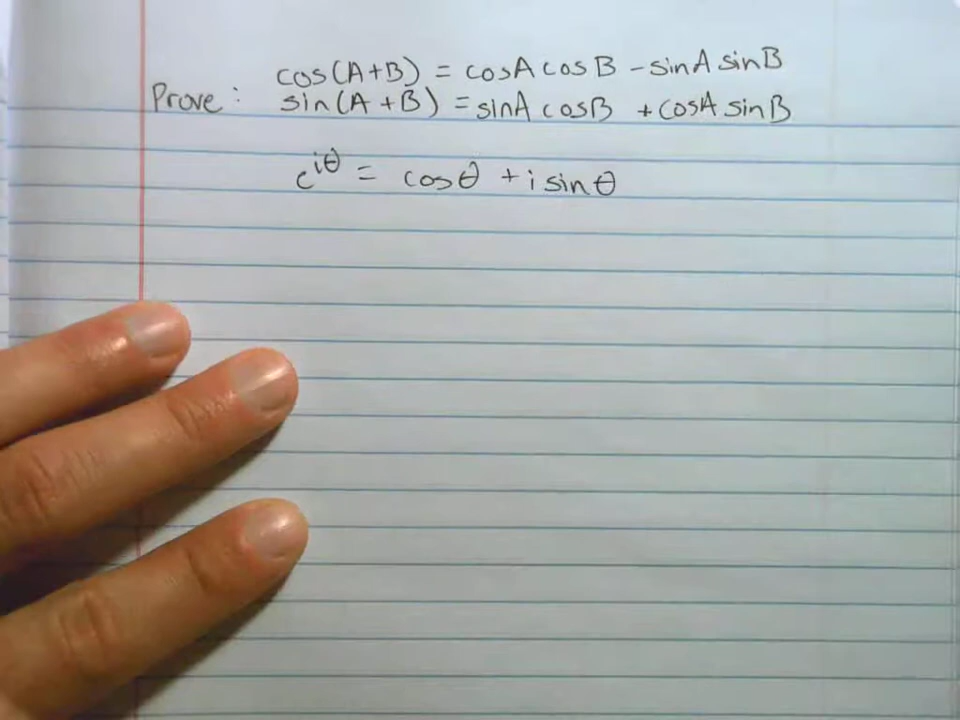 cos(A+B) = cosA cosB - sinA sinB
Prove: sin(A+B) = sinA cosB + cosA sinB
e^{iθ} = cosθ + i sinθ